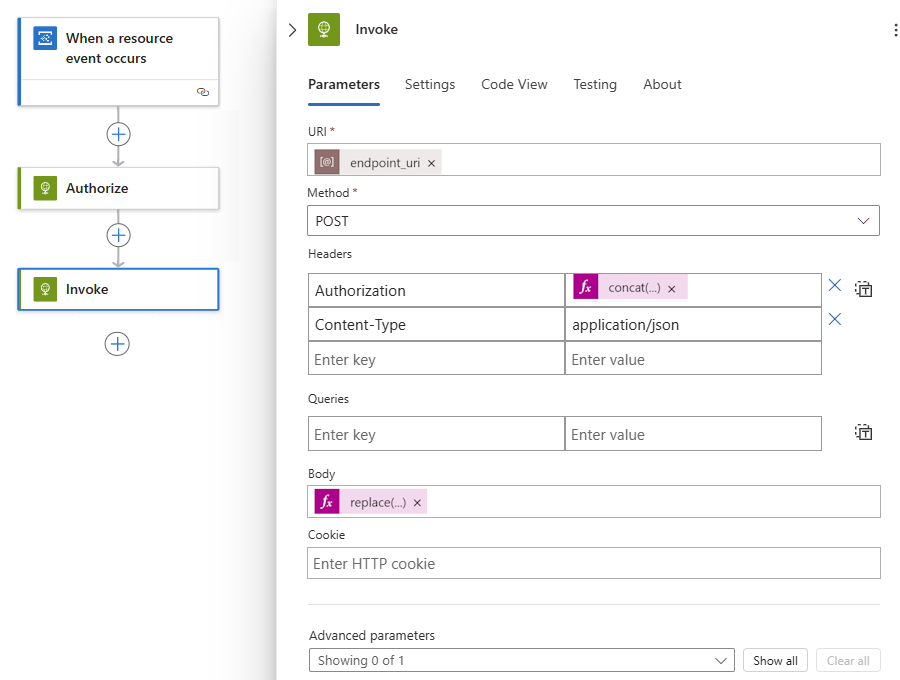 When a resource
event occurs
Authorize
Invoke
Invoke
Parameters Settings Code View Testing About
URI *
[@] endpoint_uri ×
Method *
POST
Headers
Authorization fx concat(...) ×
Content-Type application/json
Enter key Enter value
Queries
Enter key Enter value
Body
fx replace(...) ×
Cookie
Enter HTTP cookie
Advanced parameters
Showing 0 of 1 Show all Clear all